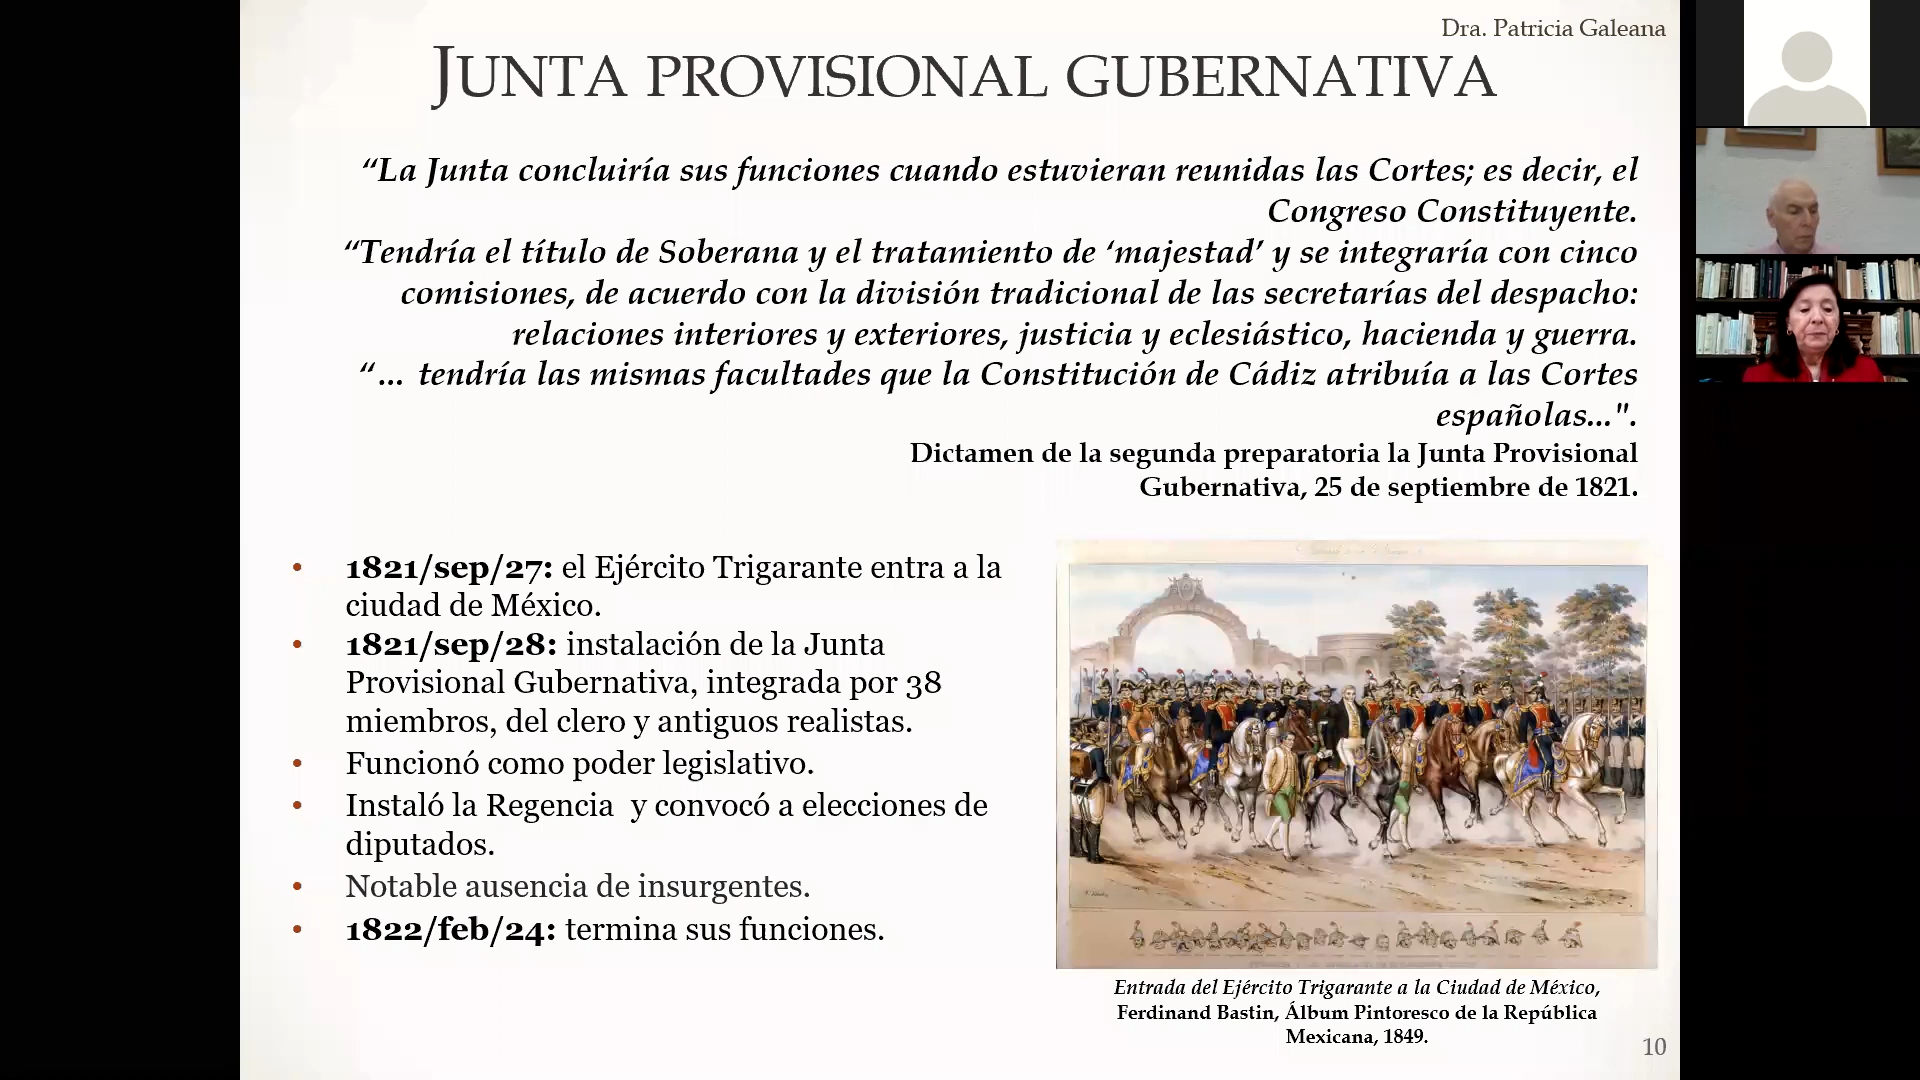 Dra. Patricia Galeana
JUNTA PROVISIONAL GUBERNATIVA
“La Junta concluiría sus funciones cuando estuvieran reunidas las Cortes; es decir, el
Congreso Constituyente.
“Tendría el título de Soberana y el tratamiento de ‘majestad’ y se integraría con cinco
comisiones, de acuerdo con la división tradicional de las secretarías del despacho:
relaciones interiores y exteriores, justicia y eclesiástico, hacienda y guerra.
“... tendría las mismas facultades que la Constitución de Cádiz atribuía a las Cortes
españolas...".
Dictamen de la segunda preparatoria la Junta Provisional
Gubernativa, 25 de septiembre de 1821.
• 1821/sep/27: el Ejército Trigarante entra a la
ciudad de México.
• 1821/sep/28: instalación de la Junta
Provisional Gubernativa, integrada por 38
miembros, del clero y antiguos realistas.
• Funcionó como poder legislativo.
• Instaló la Regencia y convocó a elecciones de
diputados.
• Notable ausencia de insurgentes.
• 1822/feb/24: termina sus funciones.
Entrada del Ejército Trigarante a la Ciudad de México,
Ferdinand Bastin, Álbum Pintoresco de la República
Mexicana, 1849.
10